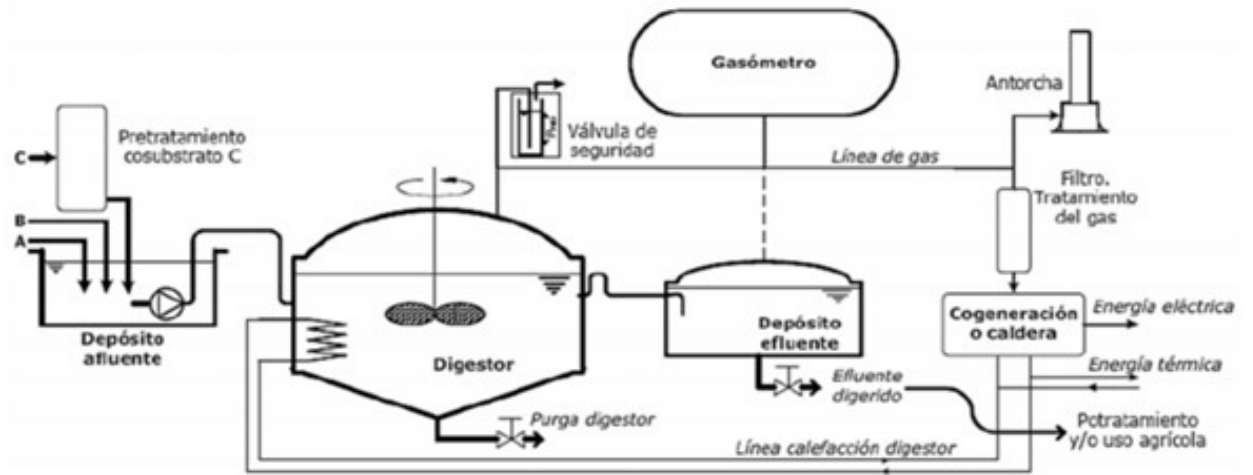 Gasómetro
Antorcha
Pretratamiento
cosubstrato C
C
Válvula de
seguridad
Línea de gas
Filtro.
Tratamiento
del gas
B
A
Depósito
afluente
Digestor
Depósito
efluente
Cogeneración
o caldera
Energía eléctrica
Energía térmica
Efluente
digerido
Purga digestor
Potratamiento
y/o uso agrícola
Línea calefacción digestor